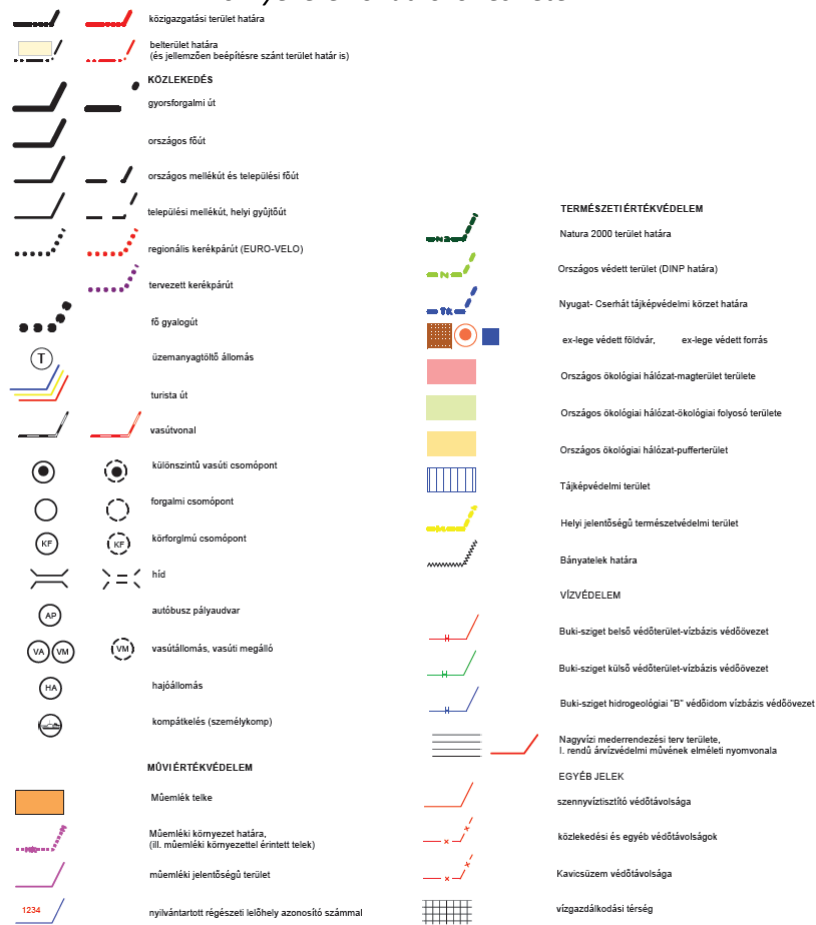 közigazgatási terület határa
belterület határa
(és jellemzően beépítésre szánt terület határ is)
KÖZLEKEDÉS
gyorsforgalmi út
országos főút
országos mellékút és települési főút
települési mellékút, helyi gyűjtőút
regionális kerékpárút (EURO-VELO)
tervezett kerékpárút
fő gyalogút
T
üzemanyagtöltő állomás
turista út
vasútvonal
különszintű vasúti csomópont
forgalmi csomópont
KF KF
körforglmú csomópont
híd
AP
autóbusz pályaudvar
VA VM VM
vasútállomás, vasúti megálló
HA
hajóállomás
kompátkelés (személykomp)
MŰVI ÉRTÉKVÉDELEM
Műemlék telke
Műemléki környezet határa,
(ill. műemléki környezettel érintett telek)
műemléki jelentőségű terület
1234
nyilvántartott régészeti lelőhely azonosító számmal
TERMÉSZETI ÉRTÉKVÉDELEM
Natura 2000 terület határa
Országos védett terület (DINP határa)
TK
Nyugat- Cserhát tájképvédelmi körzet határa
ex-lege védett földvár, ex-lege védett forrás
Országos ökológiai hálózat-magterület területe
Országos ökológiai hálózat-ökológiai folyosó területe
Országos ökológiai hálózat-pufferterület
Tájképvédelmi terület
Helyi jelentőségű természetvédelmi terület
Bányatelek határa
VÍZVÉDELEM
Buki-sziget belső védőterület-vízbázis védőövezet
Buki-sziget külső védőterület-vízbázis védőövezet
Buki-sziget hidrogeológiai "B" védőidom vízbázis védőövezet
Nagyvízi mederrendezési terv területe,
I. rendű árvízvédelmi művének elméleti nyomvonala
EGYÉB JELEK
szennyvíztisztító védőtávolsága
közlekedési és egyéb védőtávolságok
Kavicsüzem védőtávolsága
vízgazdálkodási térség